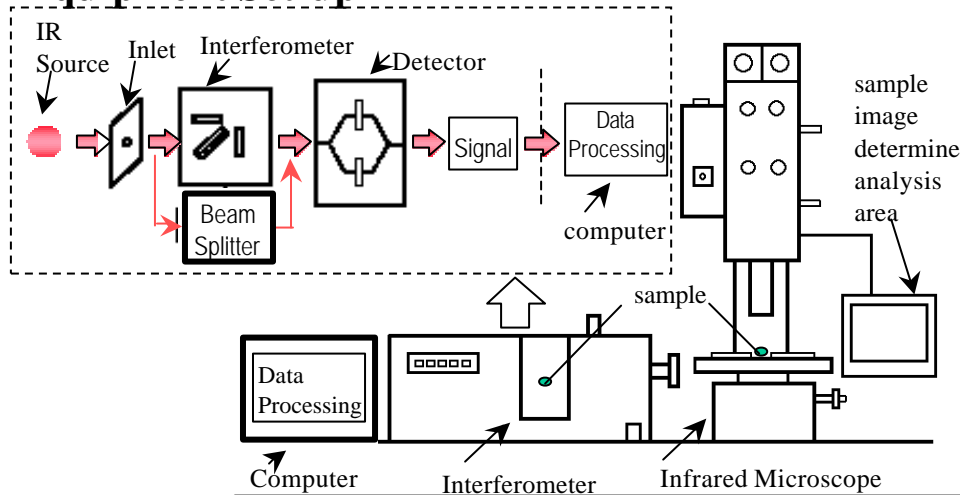 IR
Source
Inlet
Interferometer
Detector
Signal
Data
Processing
computer
Beam
Splitter
sample
image
determine
analysis
area
sample
Data
Processing
Computer
Interferometer
Infrared Microscope